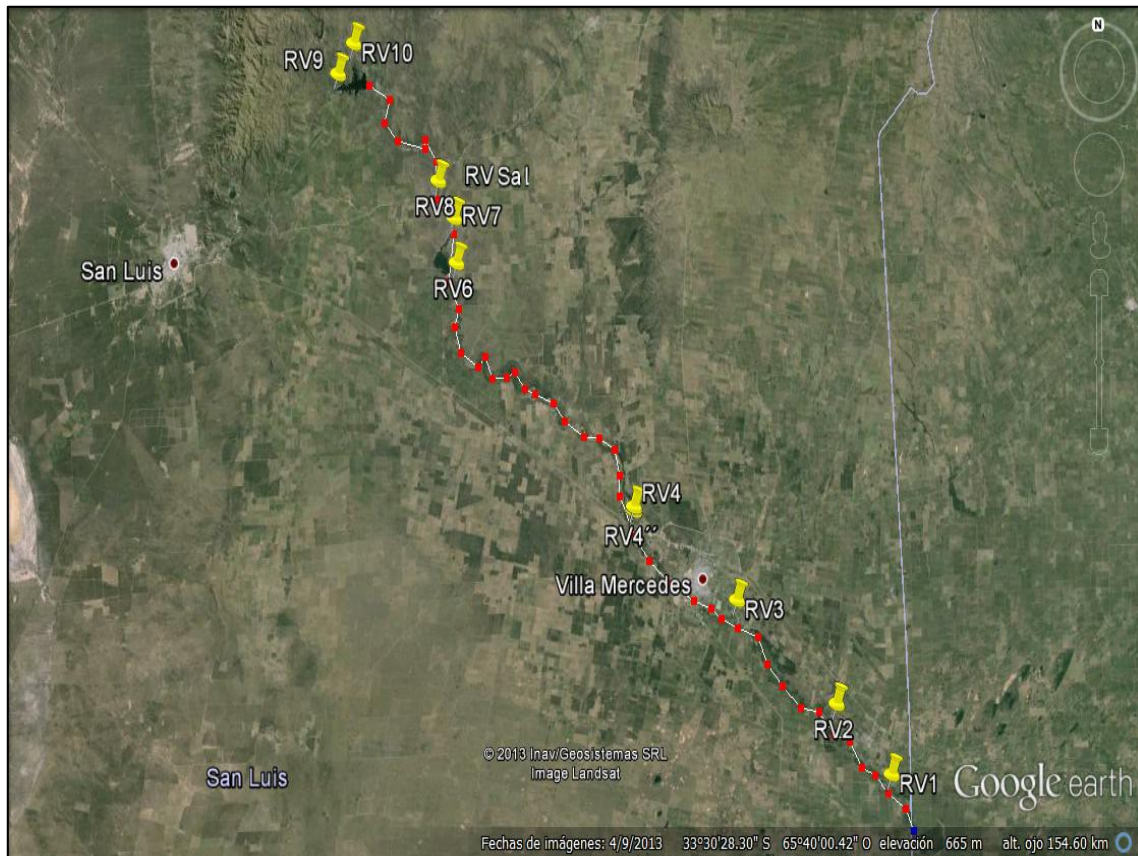 N
RV9
RV10
RV Sal
RV8
RV7
San Luis
RV6
RV4
RV4´´
Villa Mercedes
RV3
RV2
© 2013 Inav/Geosistemas SRL
Image Landsat
San Luis
RV1
Google earth
Fechas de imágenes: 4/9/2013 33°30'28.30" S 65°40'00.42" O elevación 665 m alt. ojo 154.60 km